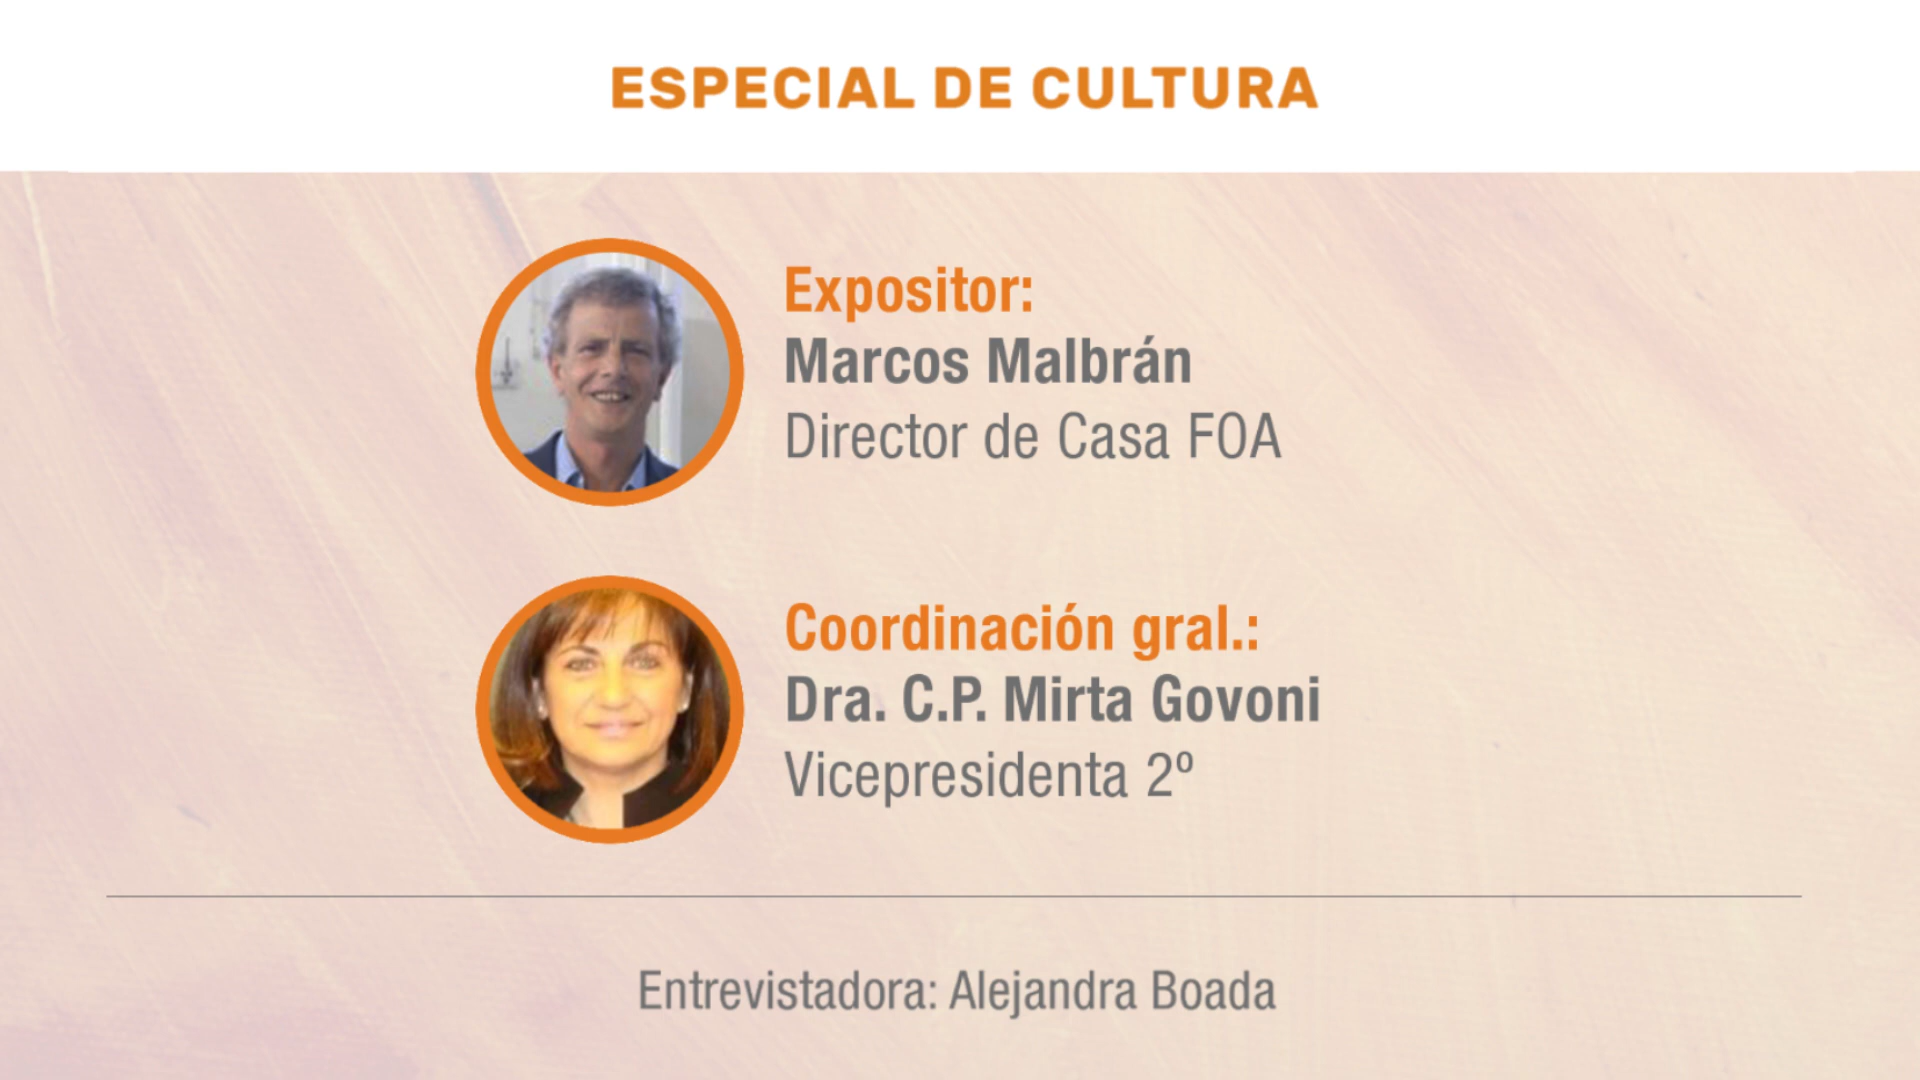 ESPECIAL DE CULTURA
Expositor:
Marcos Malbrán
Director de Casa FOA
Coordinación gral.:
Dra. C.P. Mirta Govoni
Vicepresidenta 2º
Entrevistadora: Alejandra Boada